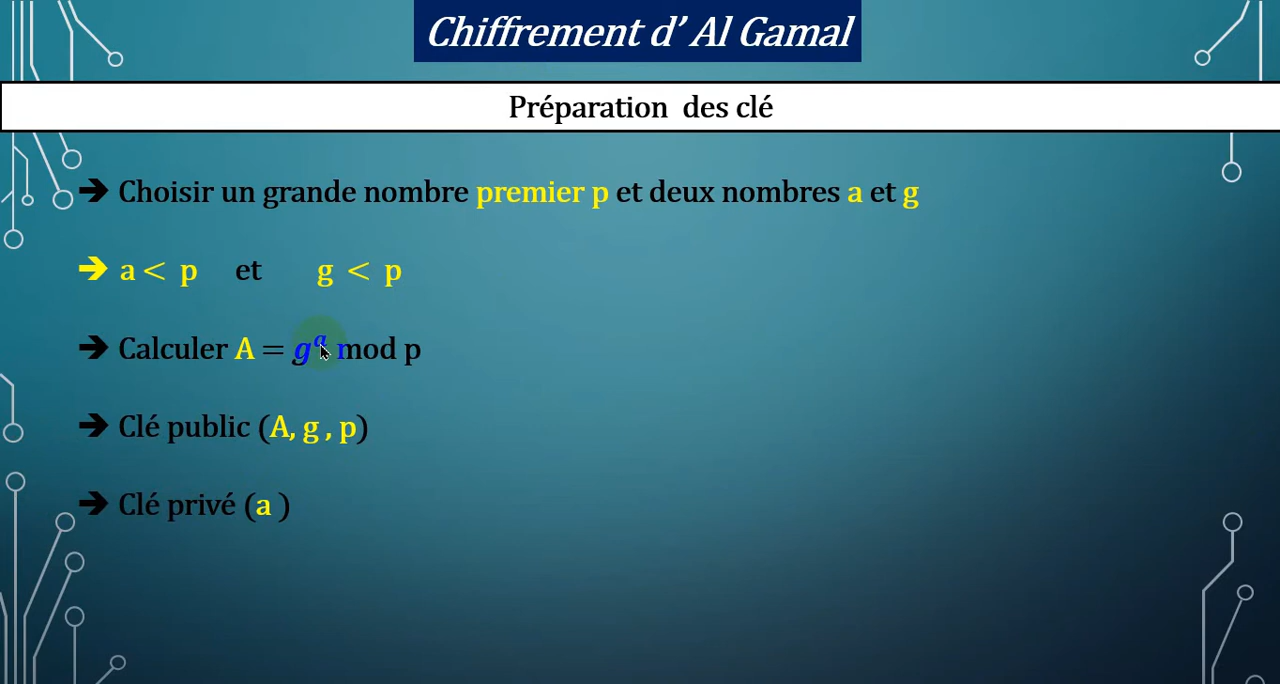 Chiffrement d' Al Gamal
Préparation des clé
➔ Choisir un grande nombre premier p et deux nombres a et g
➔ a < p et g < p
➔ Calculer A = g^a mod p
➔ Clé public (A, g , p)
➔ Clé privé (a )